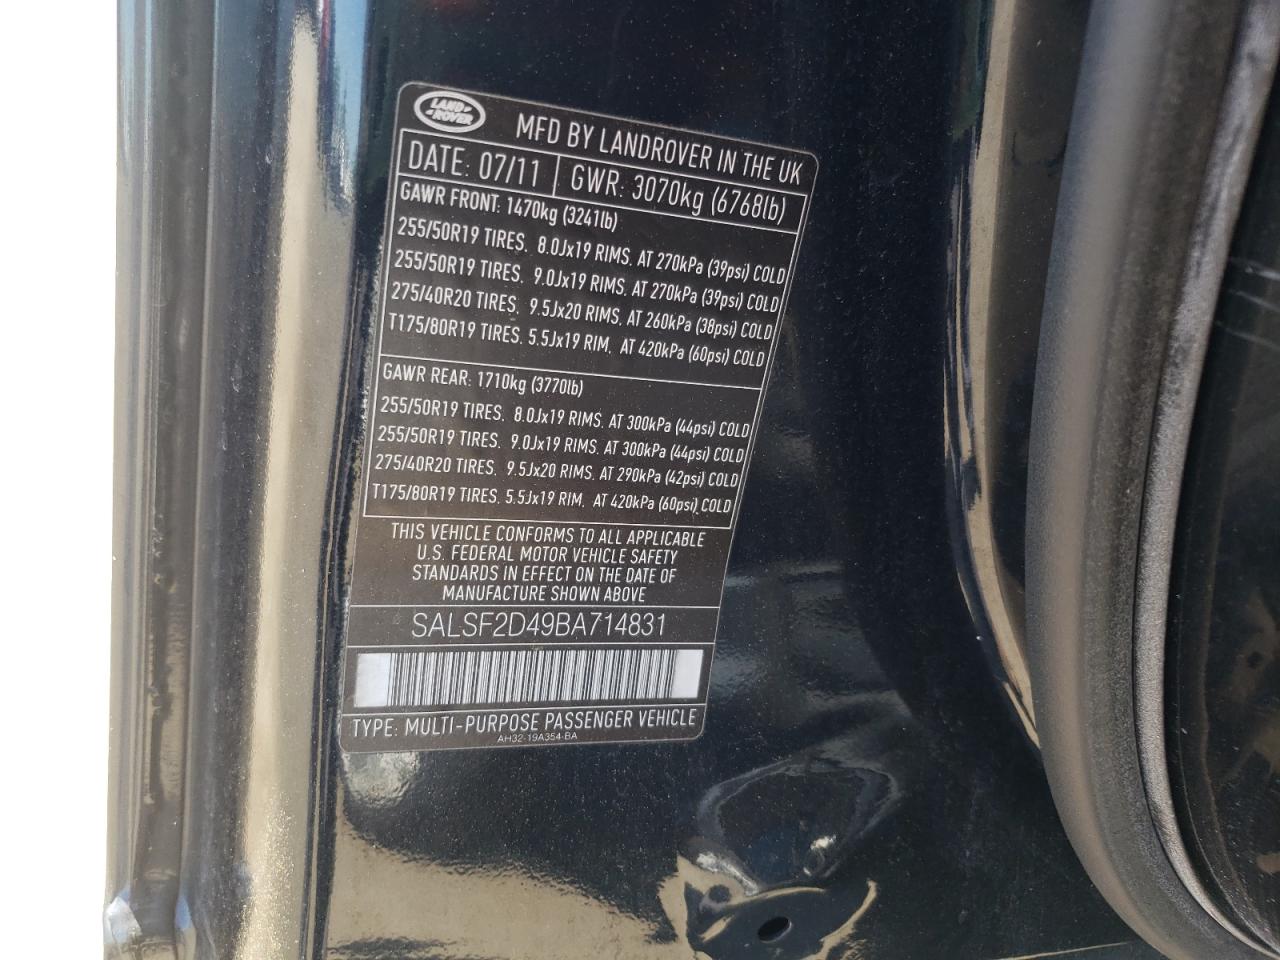 LAND ROVER
MFD BY LANDROVER IN THE UK
DATE: 07/11 GWR: 3070kg (6768lb)
GAWR FRONT: 1470kg (3241lb)
255/50R19 TIRES, 8.0Jx19 RIMS, AT 270kPa (39psi) COLD
255/50R19 TIRES, 9.0Jx19 RIMS, AT 270kPa (39psi) COLD
275/40R20 TIRES, 9.5Jx20 RIMS, AT 260kPa (38psi) COLD
T175/80R19 TIRES, 5.5Jx19 RIM, AT 420kPa (60psi) COLD
GAWR REAR: 1710kg (3770lb)
255/50R19 TIRES, 8.0Jx19 RIMS, AT 300kPa (44psi) COLD
255/50R19 TIRES, 9.0Jx19 RIMS, AT 300kPa (44psi) COLD
275/40R20 TIRES, 9.5Jx20 RIMS, AT 290kPa (42psi) COLD
T175/80R19 TIRES, 5.5Jx19 RIM, AT 420kPa (60psi) COLD
THIS VEHICLE CONFORMS TO ALL APPLICABLE
U.S. FEDERAL MOTOR VEHICLE SAFETY
STANDARDS IN EFFECT ON THE DATE OF
MANUFACTURE SHOWN ABOVE
SALSF2D49BA714831
TYPE: MULTI-PURPOSE PASSENGER VEHICLE
AH32-19A354-BA